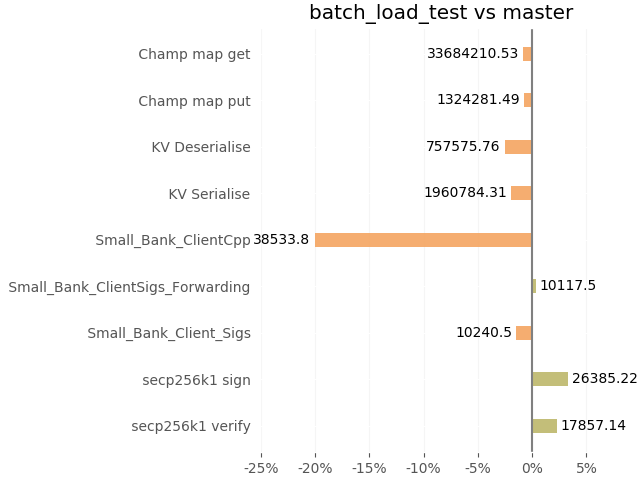 batch_load_test vs master
Champ map get 33684210.53
Champ map put 1324281.49
KV Deserialise 757575.76
KV Serialise 1960784.31
Small_Bank_ClientCpp 38533.8
Small_Bank_ClientSigs_Forwarding 10117.5
Small_Bank_Client_Sigs 10240.5
secp256k1 sign 26385.22
secp256k1 verify 17857.14
-25% -20% -15% -10% -5% 0% 5%